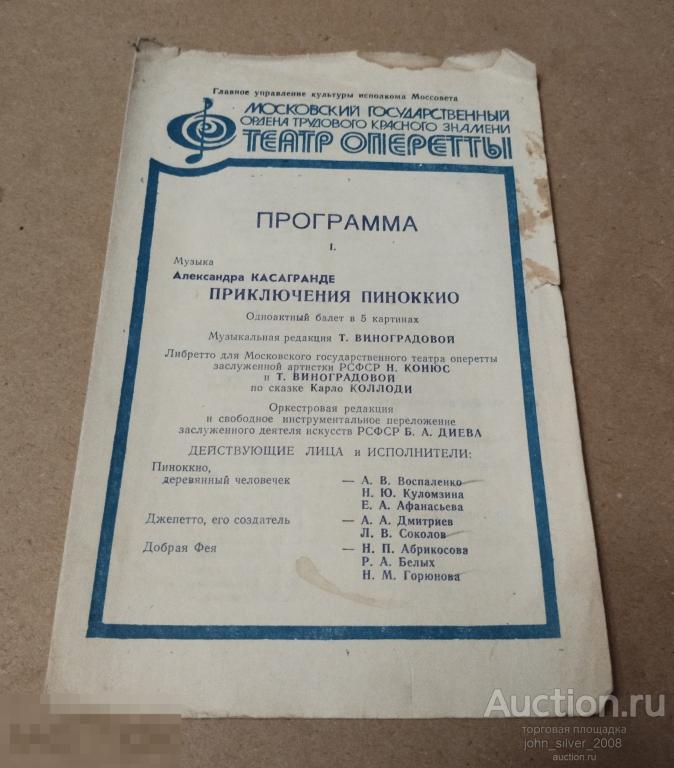 Главное управление культуры исполкома Моссовета
МОСКОВСКИЙ ГОСУДАРСТВЕННЫЙ
ОРДЕНА ТРУДОВОГО КРАСНОГО ЗНАМЕНИ
ТЕАТР ОПЕРЕТТЫ
ПРОГРАММА
I.
Музыка
Александра КАСАГРАНДЕ
ПРИКЛЮЧЕНИЯ ПИНОККИО
Одноактный балет в 5 картинах
Музыкальная редакция Т. ВИНОГРАДОВОЙ
Либретто для Московского государственного театра оперетты
заслуженной артистки РСФСР Н. КОНЮС
и Т. ВИНОГРАДОВОЙ
по сказке Карло КОЛЛОДИ
Оркестровая редакция
и свободное инструментальное переложение
заслуженного деятеля искусств РСФСР Б. А. ДИЕВА
ДЕЙСТВУЮЩИЕ ЛИЦА и ИСПОЛНИТЕЛИ:
Пиноккио,
деревянный человечек — А. В. Воспаленко
Н. Ю. Куломзина
Е. А. Афанасьева
Джепетто, его создатель — А. А. Дмитриев
Л. В. Соколов
Добрая Фея — Н. П. Абрикосова
Р. А. Белых
Н. М. Горюнова
Auction.ru
торговая площадка
john_silver_2008
auction.ru